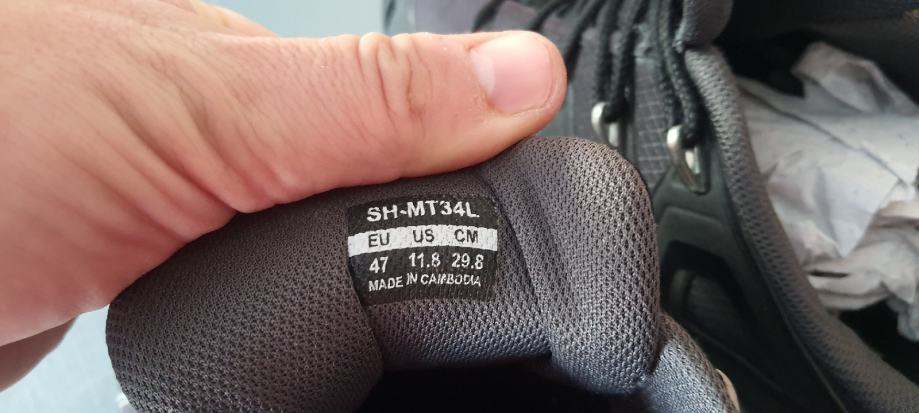 SH-MT34L
EU US CM
47 11.8 29.8
MADE IN CAMBODIA